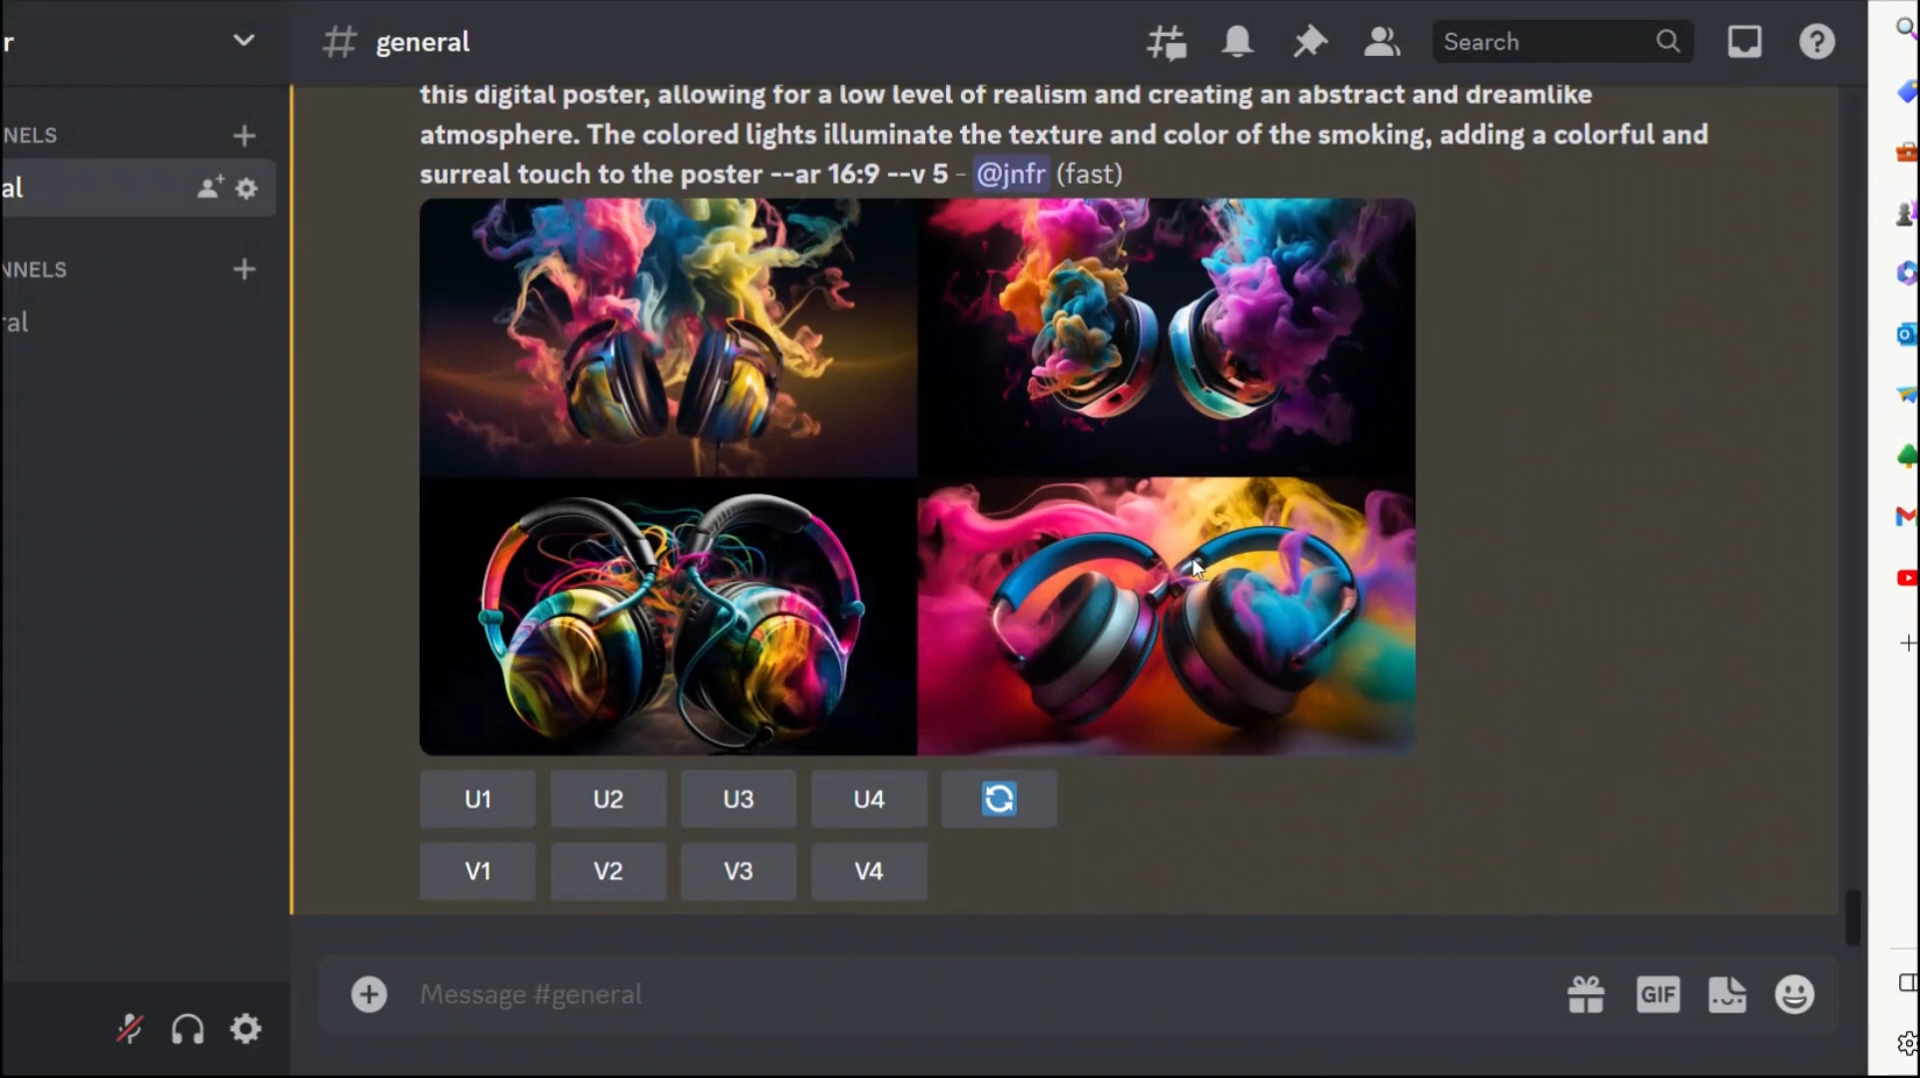 r
general
Search
this digital poster, allowing for a low level of realism and creating an abstract and dreamlike
atmosphere. The colored lights illuminate the texture and color of the smoking, adding a colorful and
surreal touch to the poster --ar 16:9 --v 5 - @jnfr (fast)
NELS
al
NNELS
ral
U1 U2 U3 U4
V1 V2 V3 V4
Message #general
GIF